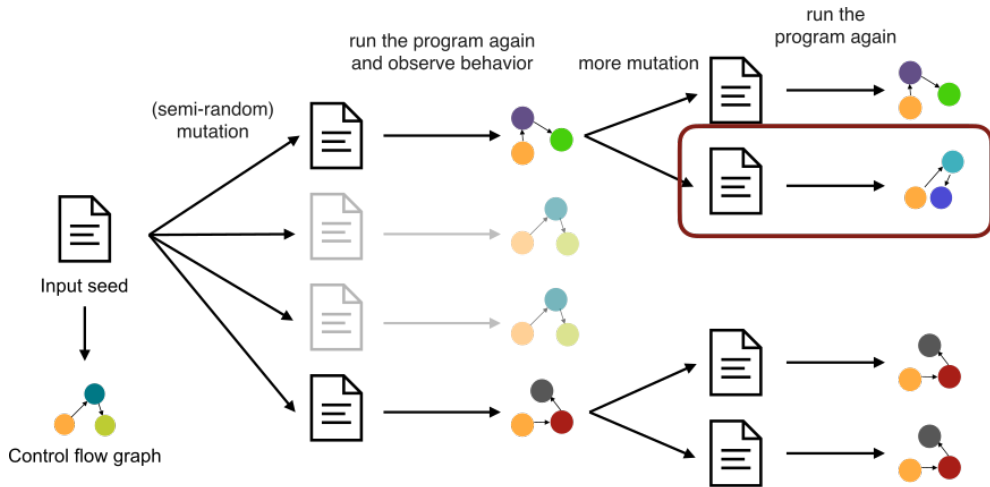 run the program again
and observe behavior
run the
program again
more mutation
(semi-random)
mutation
Input seed
Control flow graph